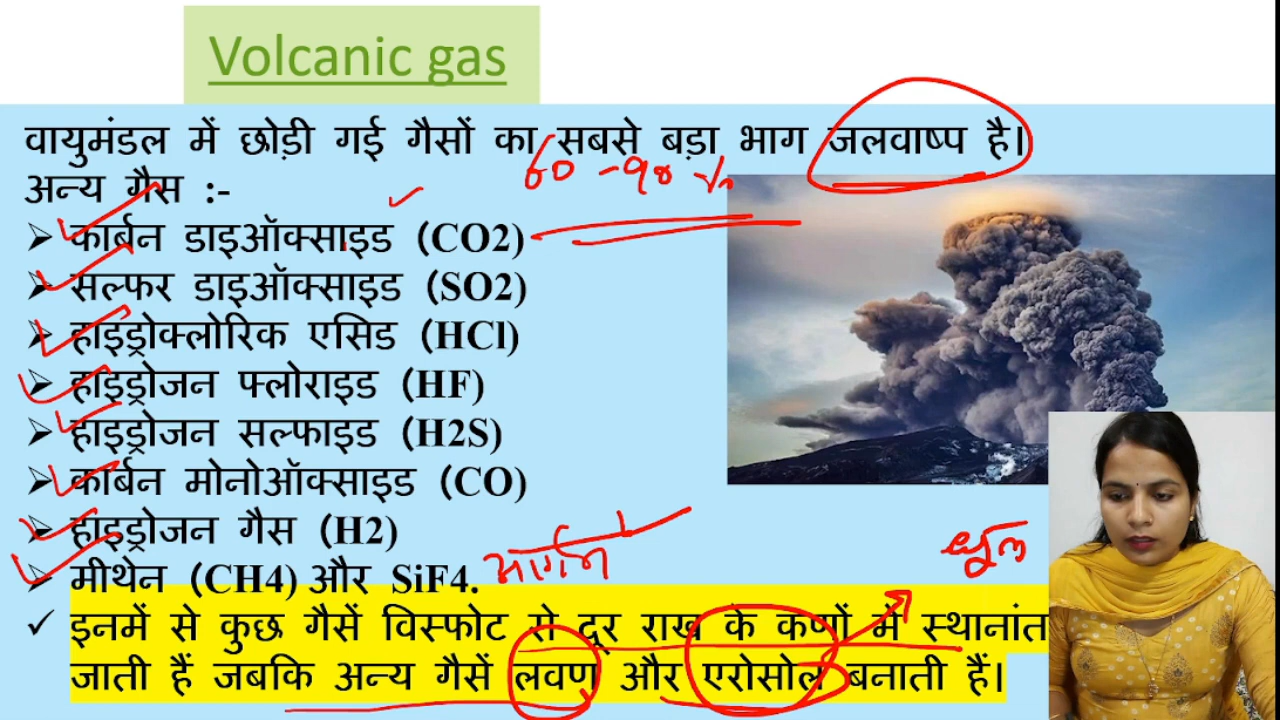 Volcanic gas
वायुमंडल में छोड़ी गई गैसों का सबसे बड़ा भाग जलवाष्प है।
60 -90 %
अन्य गैस :-
कार्बन डाइऑक्साइड (CO2)
सल्फर डाइऑक्साइड (SO2)
हाइड्रोक्लोरिक एसिड (HCl)
हाइड्रोजन फ्लोराइड (HF)
हाइड्रोजन सल्फाइड (H2S)
कार्बन मोनोऑक्साइड (CO)
हाइड्रोजन गैस (H2)
मीथेन (CH4) और SiF4.
धूल
इनमें से कुछ गैसें विस्फोट से दूर राख के कणों में स्थानांत
जाती हैं जबकि अन्य गैसें लवण और एरोसोल बनाती हैं।